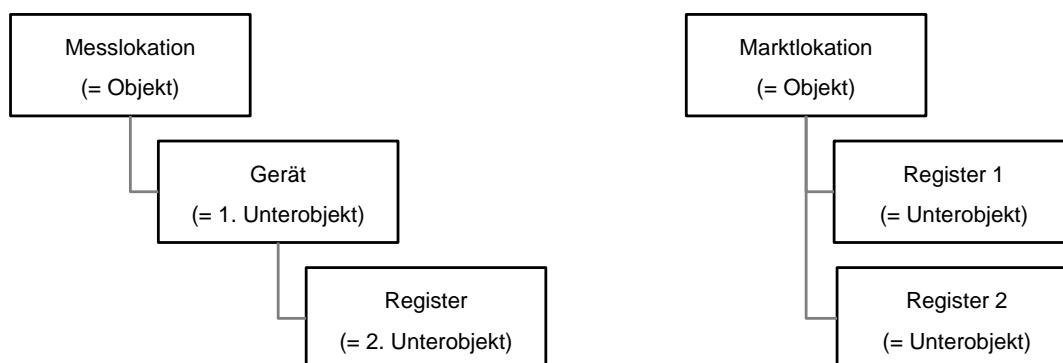 Messlokation
(= Objekt)
Gerät
(= 1. Unterobjekt)
Register
(= 2. Unterobjekt)
Marktlokation
(= Objekt)
Register 1
(= Unterobjekt)
Register 2
(= Unterobjekt)